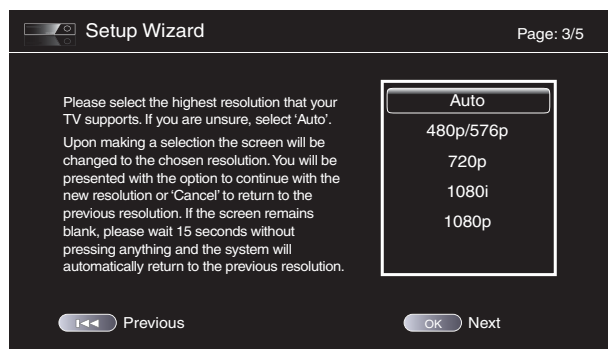 Setup Wizard Page: 3/5
Please select the highest resolution that your
TV supports. If you are unsure, select ‘Auto’.
Upon making a selection the screen will be
changed to the chosen resolution. You will be
presented with the option to continue with the
new resolution or ‘Cancel’ to return to the
previous resolution. If the screen remains
blank, please wait 15 seconds without
pressing anything and the system will
automatically return to the previous resolution.
Auto
480p/576p
720p
1080i
1080p
Previous
OK Next